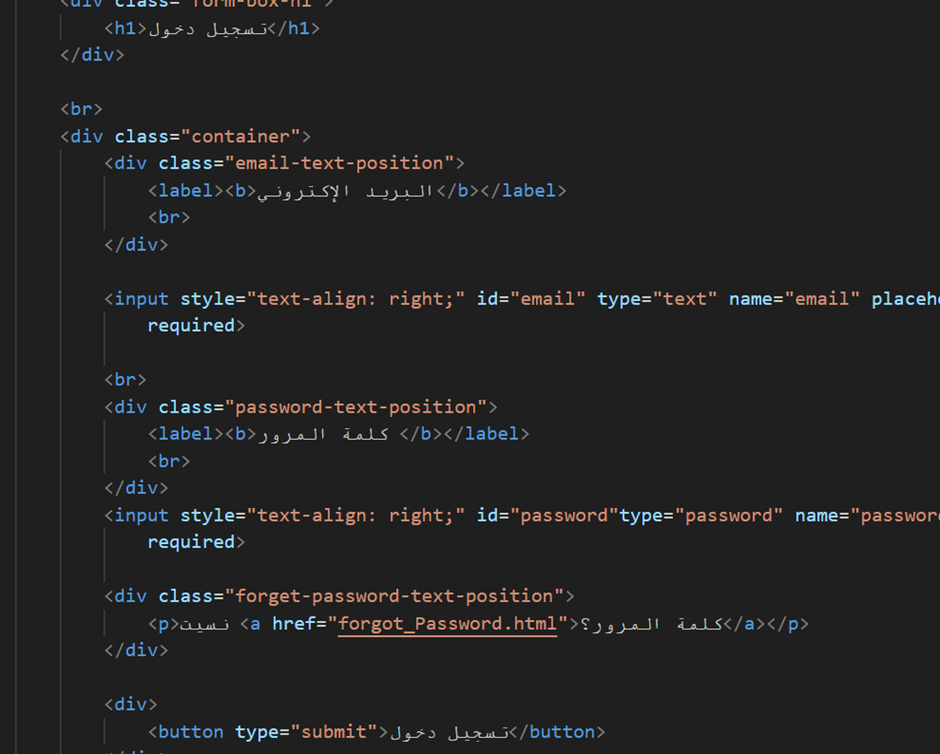 <div class="form-box-h1">
<h1>تسجيل دخول</h1>
</div>
<br>
<div class="container">
<div class="email-text-position">
<label><b>البريد الإكتروني</b></label>
<br>
</div>
<input style="text-align: right;" id="email" type="text" name="email" placeho
required>
<br>
<div class="password-text-position">
<label><b>كلمة المرور </b></label>
<br>
</div>
<input style="text-align: right;" id="password"type="password" name="passwor
required>
<div class="forget-password-text-position">
<p>نسيت <a href="forgot_Password.html">كلمة المرور؟</a></p>
</div>
<div>
<button type="submit">تسجيل دخول</button>
</div>